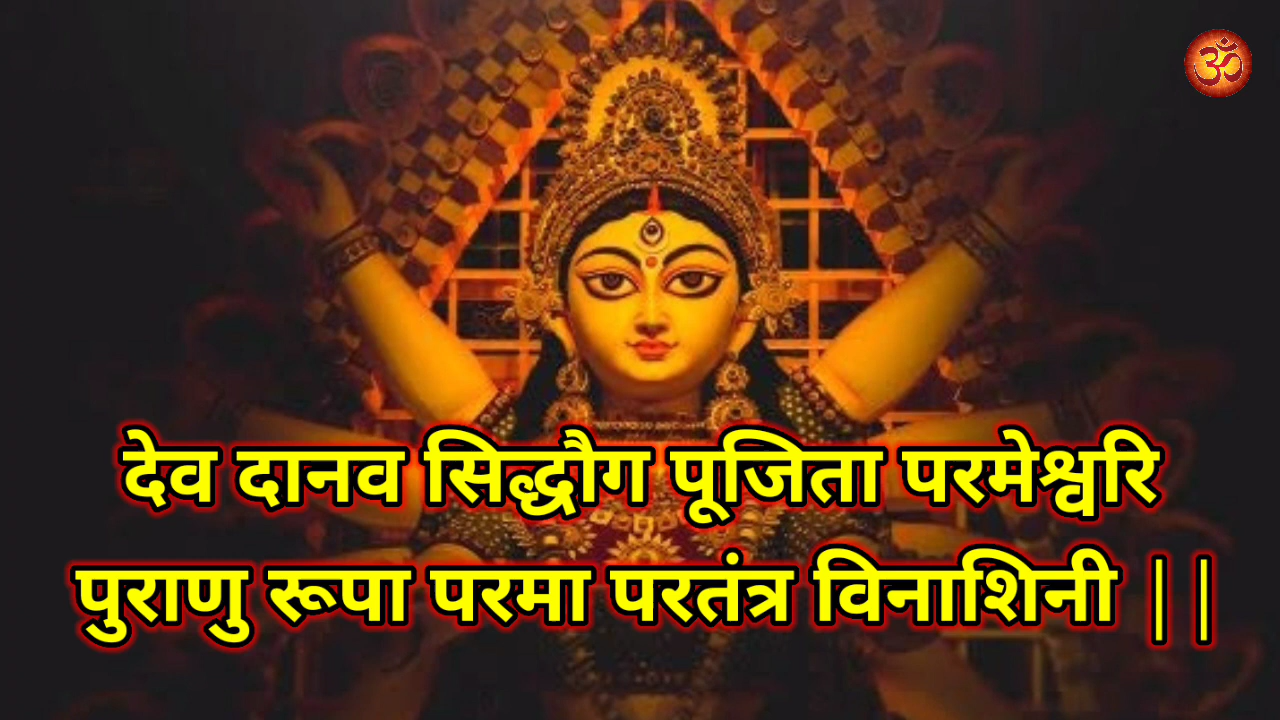 ॐ
देव दानव सिद्धौग पूजिता परमेश्वरि
पुराणु रूपा परमा परतंत्र विनाशिनी ||